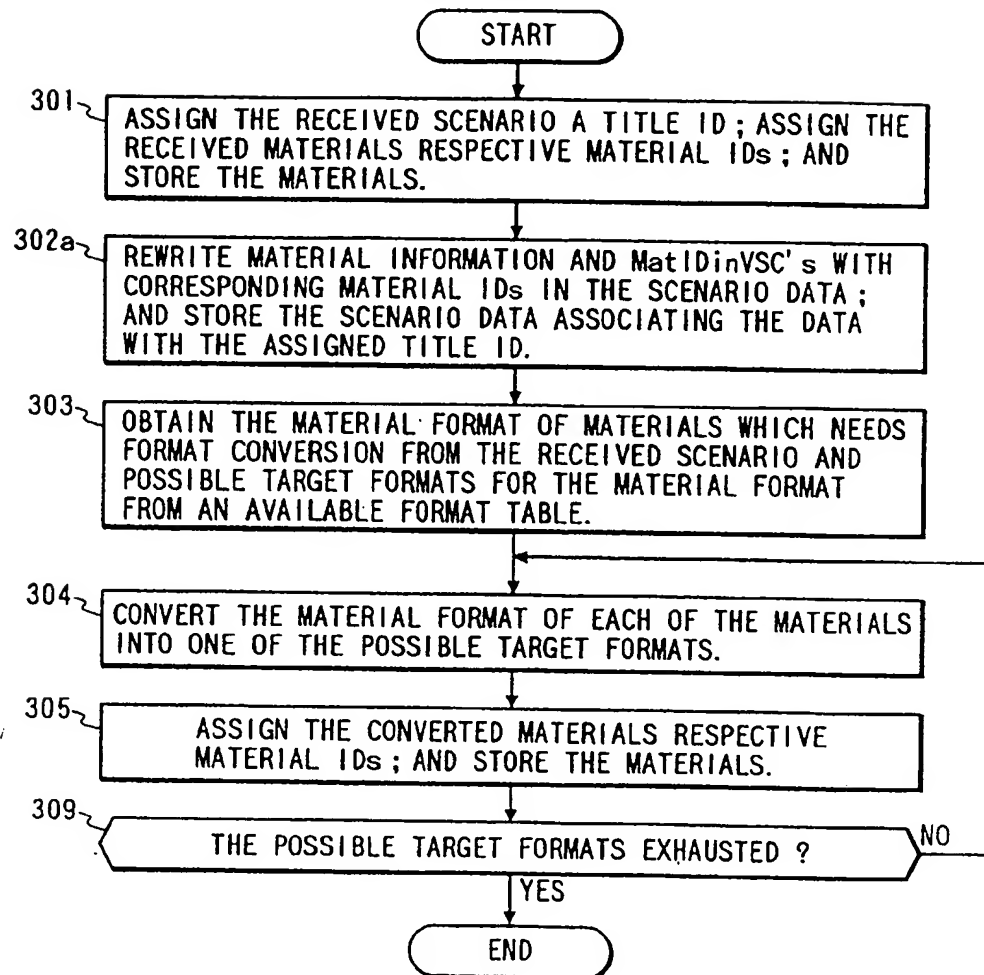 START
301
ASSIGN THE RECEIVED SCENARIO A TITLE ID; ASSIGN THE
RECEIVED MATERIALS RESPECTIVE MATERIAL IDs; AND
STORE THE MATERIALS.
302a
REWRITE MATERIAL INFORMATION AND MatIDinVSC's WITH
CORRESPONDING MATERIAL IDs IN THE SCENARIO DATA;
AND STORE THE SCENARIO DATA ASSOCIATING THE DATA
WITH THE ASSIGNED TITLE ID.
303
OBTAIN THE MATERIAL FORMAT OF MATERIALS WHICH NEEDS
FORMAT CONVERSION FROM THE RECEIVED SCENARIO AND
POSSIBLE TARGET FORMATS FOR THE MATERIAL FORMAT
FROM AN AVAILABLE FORMAT TABLE.
304
CONVERT THE MATERIAL FORMAT OF EACH OF THE MATERIALS
INTO ONE OF THE POSSIBLE TARGET FORMATS.
305
ASSIGN THE CONVERTED MATERIALS RESPECTIVE
MATERIAL IDs; AND STORE THE MATERIALS.
309
THE POSSIBLE TARGET FORMATS EXHAUSTED ?
NO
YES
END